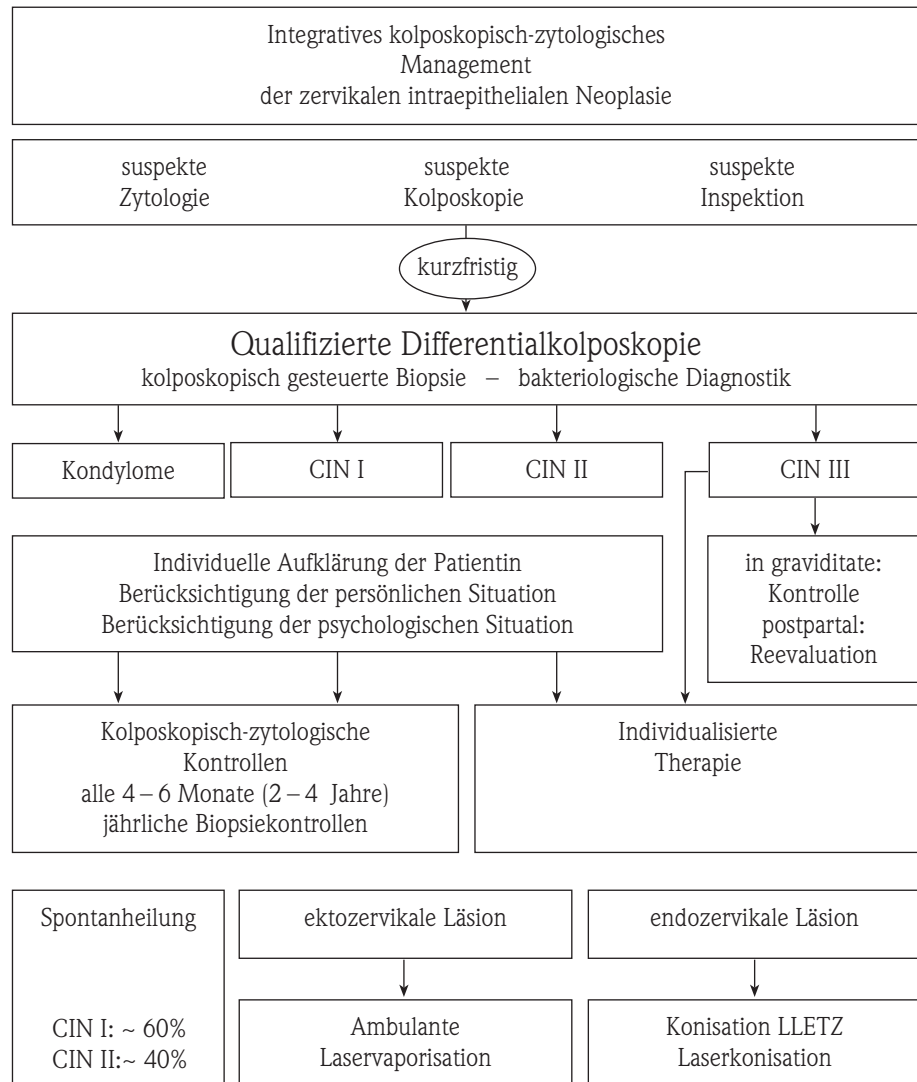 Integratives kolposkopisch-zytologisches
Management
der zervikalen intraepithelialen Neoplasie
suspekte
Zytologie
suspekte
Kolposkopie
suspekte
Inspektion
kurzfristig
Qualifizierte Differentialkolposkopie
kolposkopisch gesteuerte Biopsie – bakteriologische Diagnostik
Kondylome
CIN I
CIN II
CIN III
Individuelle Aufklärung der Patientin
Berücksichtigung der persönlichen Situation
Berücksichtigung der psychologischen Situation
in graviditate:
Kontrolle
postpartal:
Reevaluation
Kolposkopisch-zytologische
Kontrollen
alle 4 – 6 Monate (2 – 4 Jahre)
jährliche Biopsiekontrollen
Individualisierte
Therapie
Spontanheilung
CIN I: ~ 60%
CIN II:~ 40%
ektozervikale Läsion
Ambulante
Laservaporisation
endozervikale Läsion
Konisation LLETZ
Laserkonisation